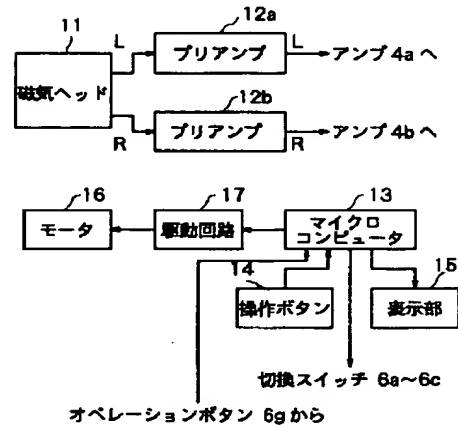 11
12a
L
プリアンプ
L
アンプ 4a へ
磁気ヘッド
12b
R
プリアンプ
R
アンプ 4b へ
16
17
13
モータ
駆動回路
マイクロ
コンピュータ
14
操作ボタン
15
表示部
切換スイッチ 6a～6c
オペレーションボタン 6gから